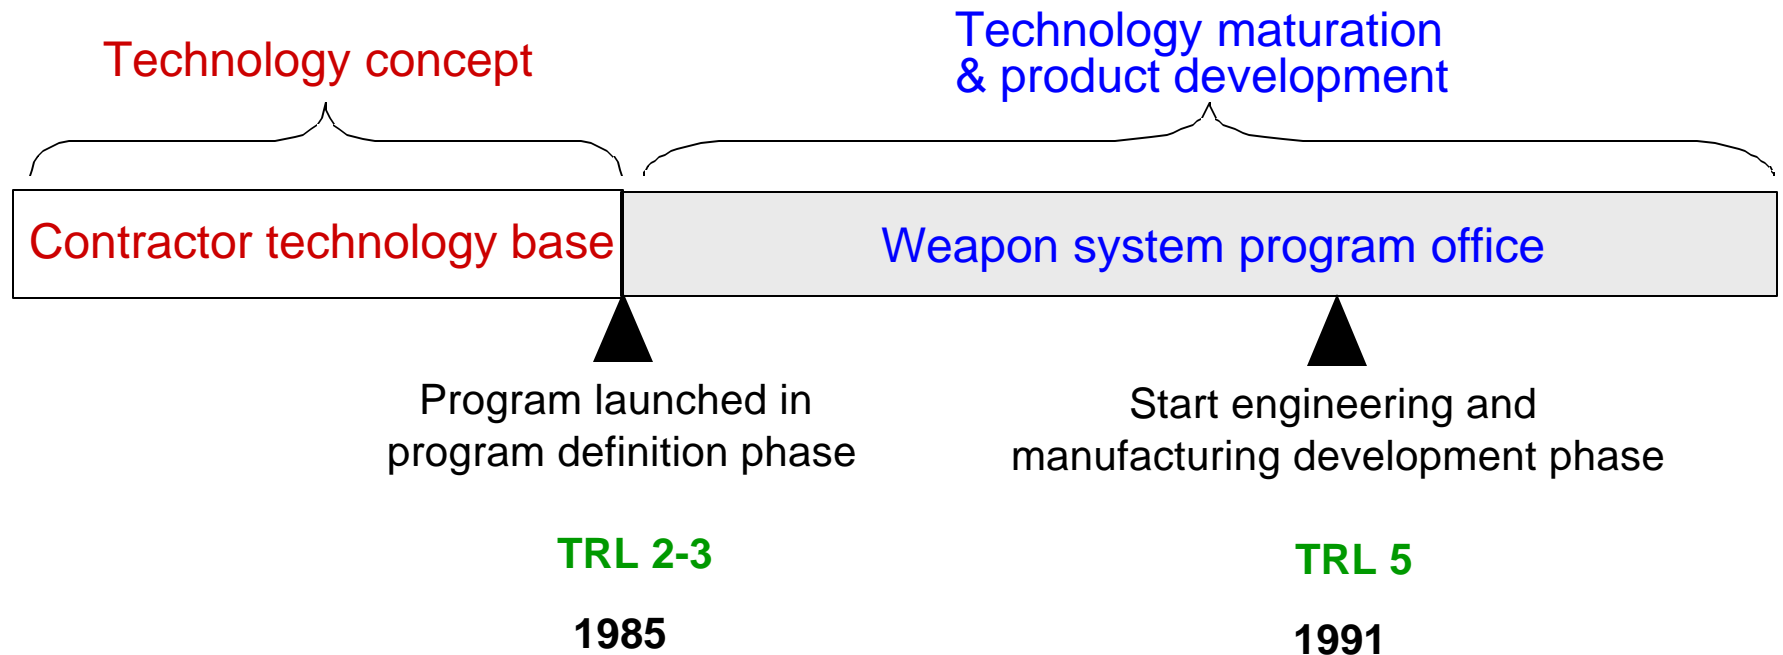 Technology concept
Technology maturation
& product development
Contractor technology base
Weapon system program office
Program launched in
program definition phase
Start engineering and
manufacturing development phase
TRL 2-3
TRL 5
1985
1991